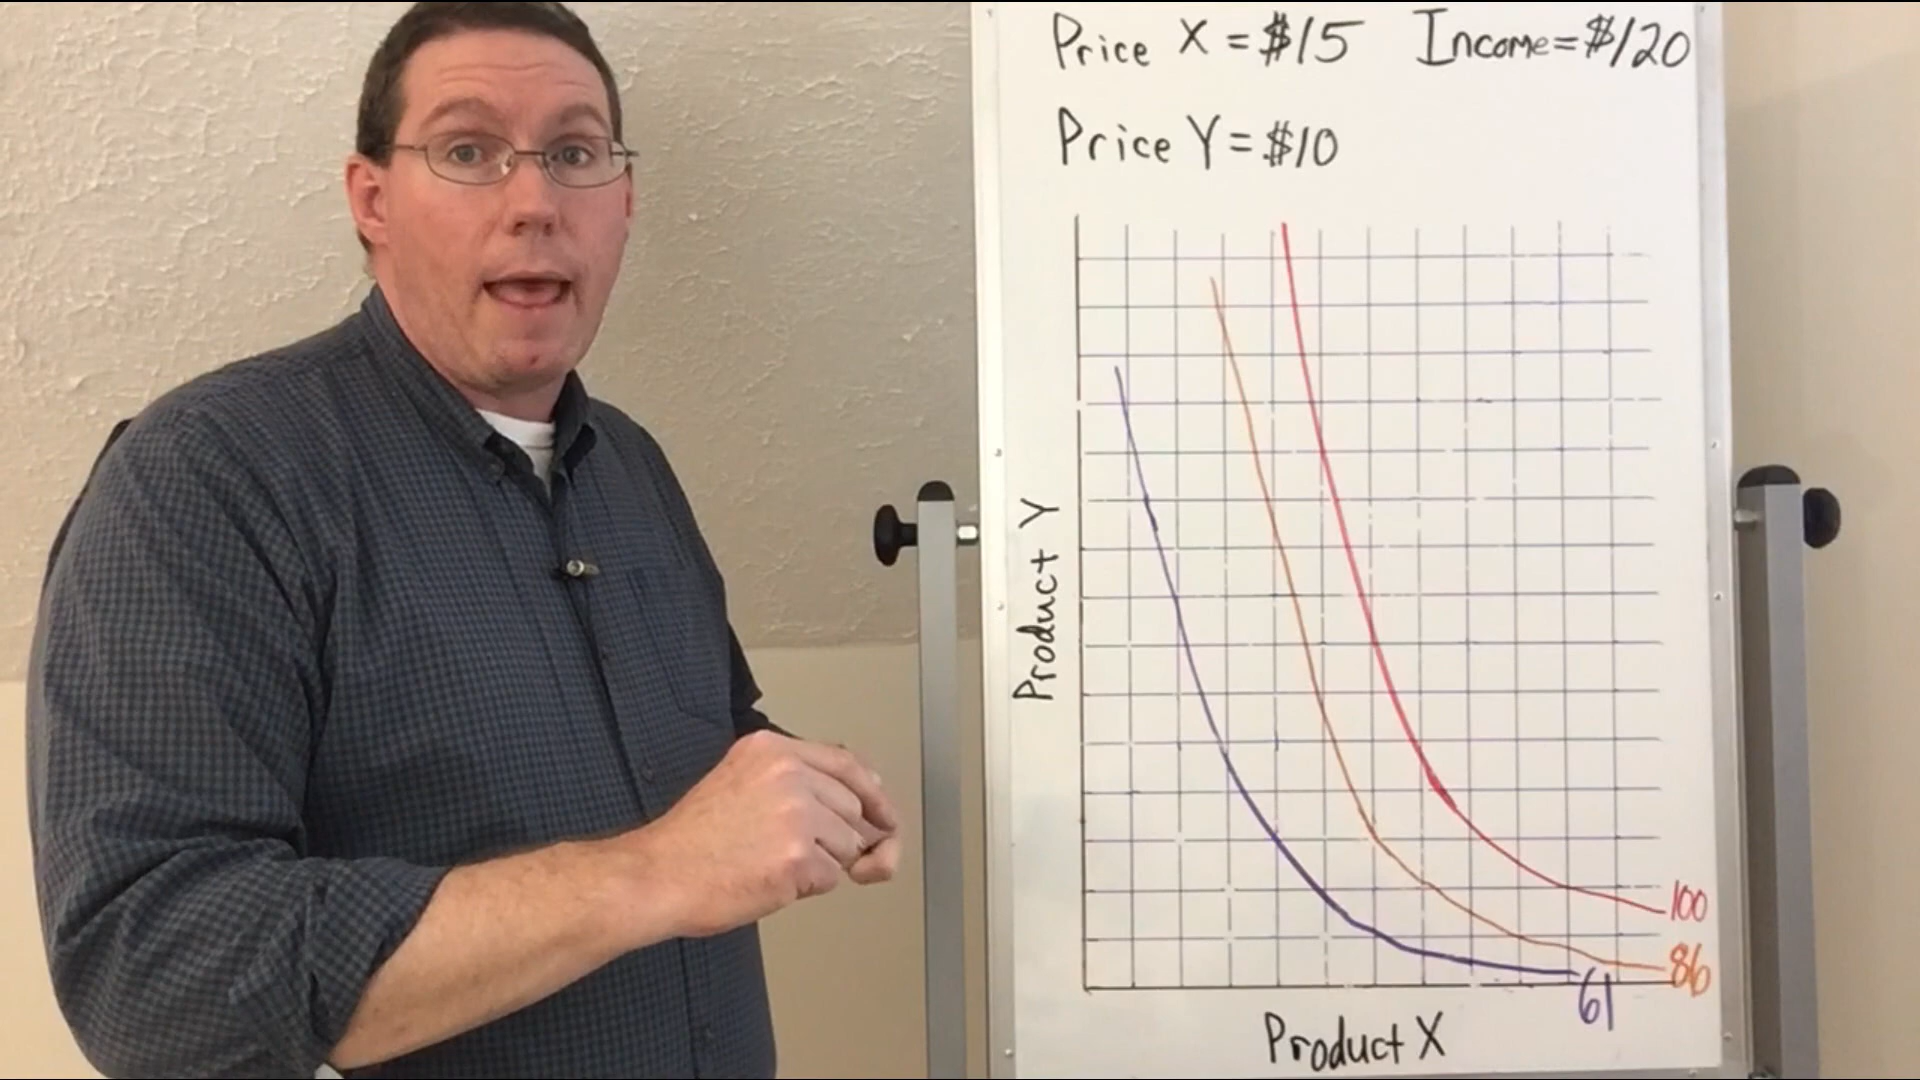 Price X = $15 Income=$120
Price Y = $10
Product Y
100
86
61
Product X